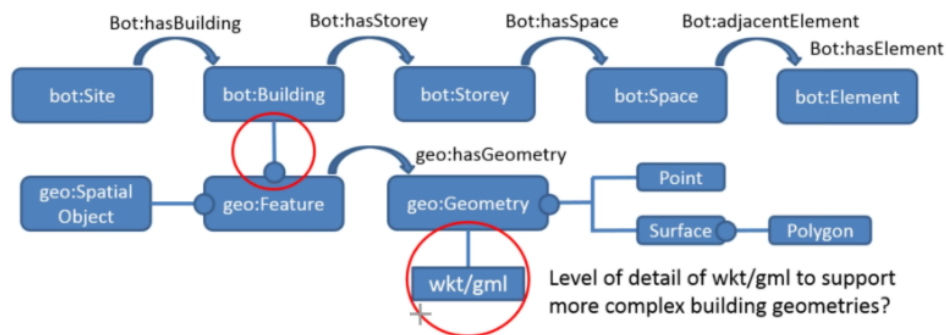 Bot:hasBuilding
Bot:hasStorey
Bot:hasSpace
Bot:adjacentElement
Bot:hasElement
bot:Site
bot:Building
bot:Storey
bot:Space
bot:Element
geo:hasGeometry
geo:Spatial
Object
geo:Feature
geo:Geometry
Point
Surface
Polygon
wkt/gml
Level of detail of wkt/gml to support
more complex building geometries?